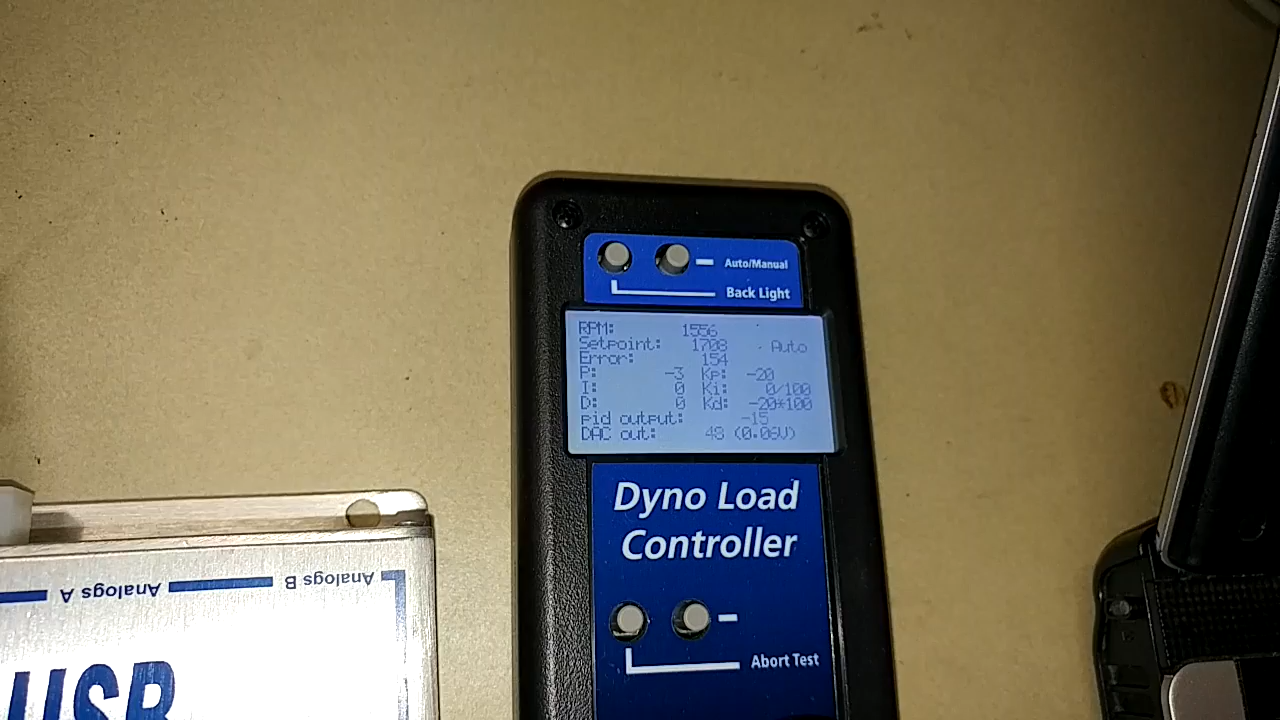 Auto/Manual
Back Light
RPM: 1556
Setpoint: 1708 Auto
Error: 154
P: -3 Kp: -20
I: 0 Ki: 0/100
D: 0 Kd: -20*100
pid output: -15
DAC out: 48 (0.06V)
Dyno Load
Controller
Abort Test
Analogs A
Analogs B
USB